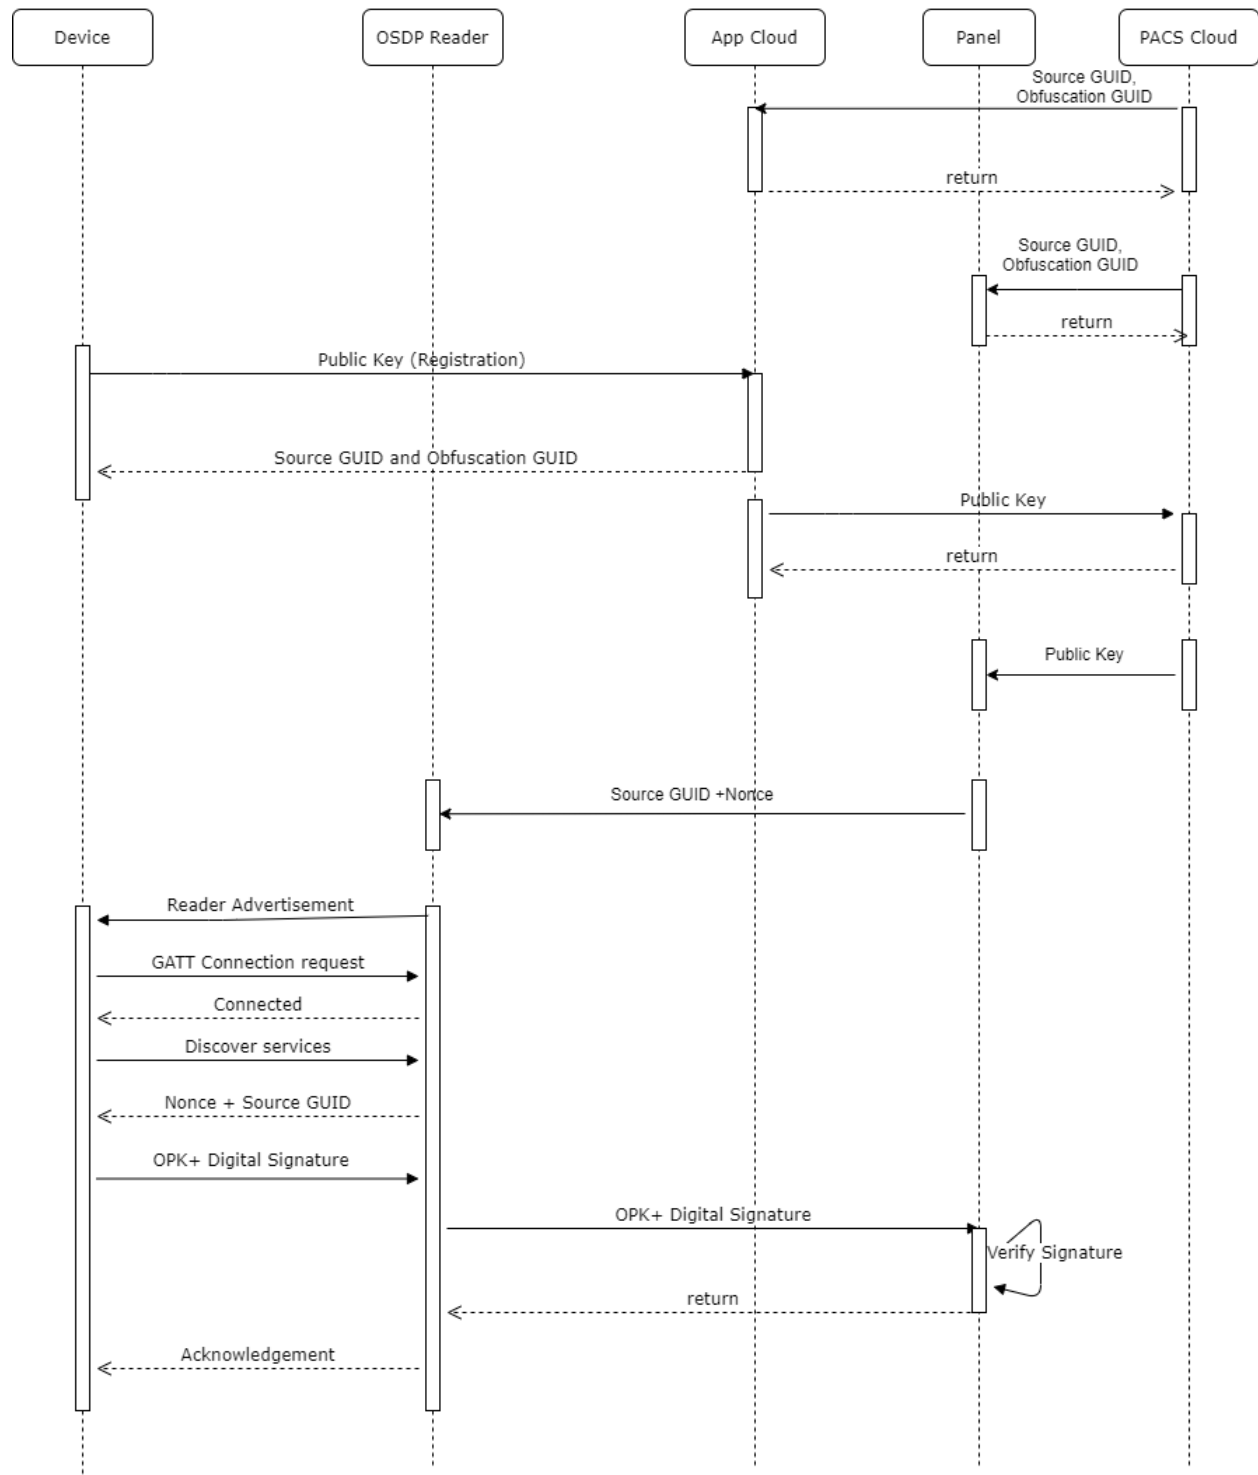 Device
OSDP Reader
App Cloud
Panel
PACS Cloud
Source GUID,
Obfuscation GUID
return
Source GUID,
Obfuscation GUID
return
Public Key (Registration)
Source GUID and Obfuscation GUID
Public Key
return
Public Key
Source GUID +Nonce
Reader Advertisement
GATT Connection request
Connected
Discover services
Nonce + Source GUID
OPK+ Digital Signature
OPK+ Digital Signature
Verify Signature
return
Acknowledgement